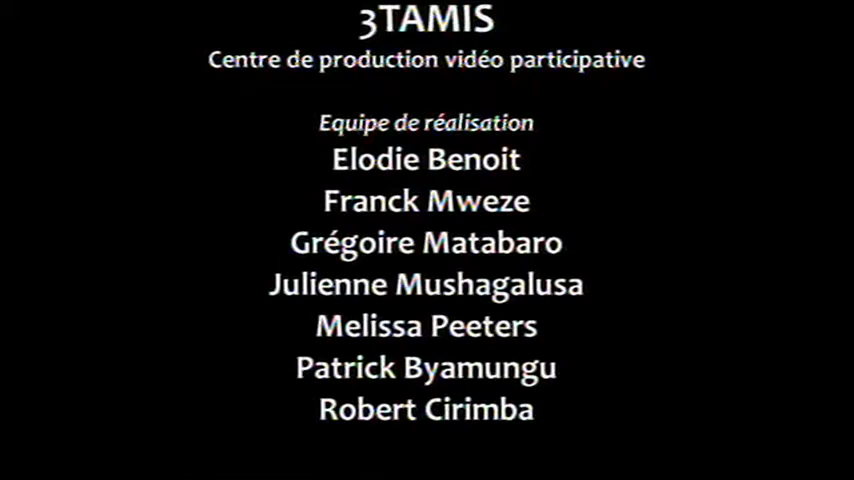 3TAMIS
Centre de production vidéo participative
Equipe de réalisation
Elodie Benoit
Franck Mweze
Grégoire Matabaro
Julienne Mushagalusa
Melissa Peeters
Patrick Byamungu
Robert Cirimba